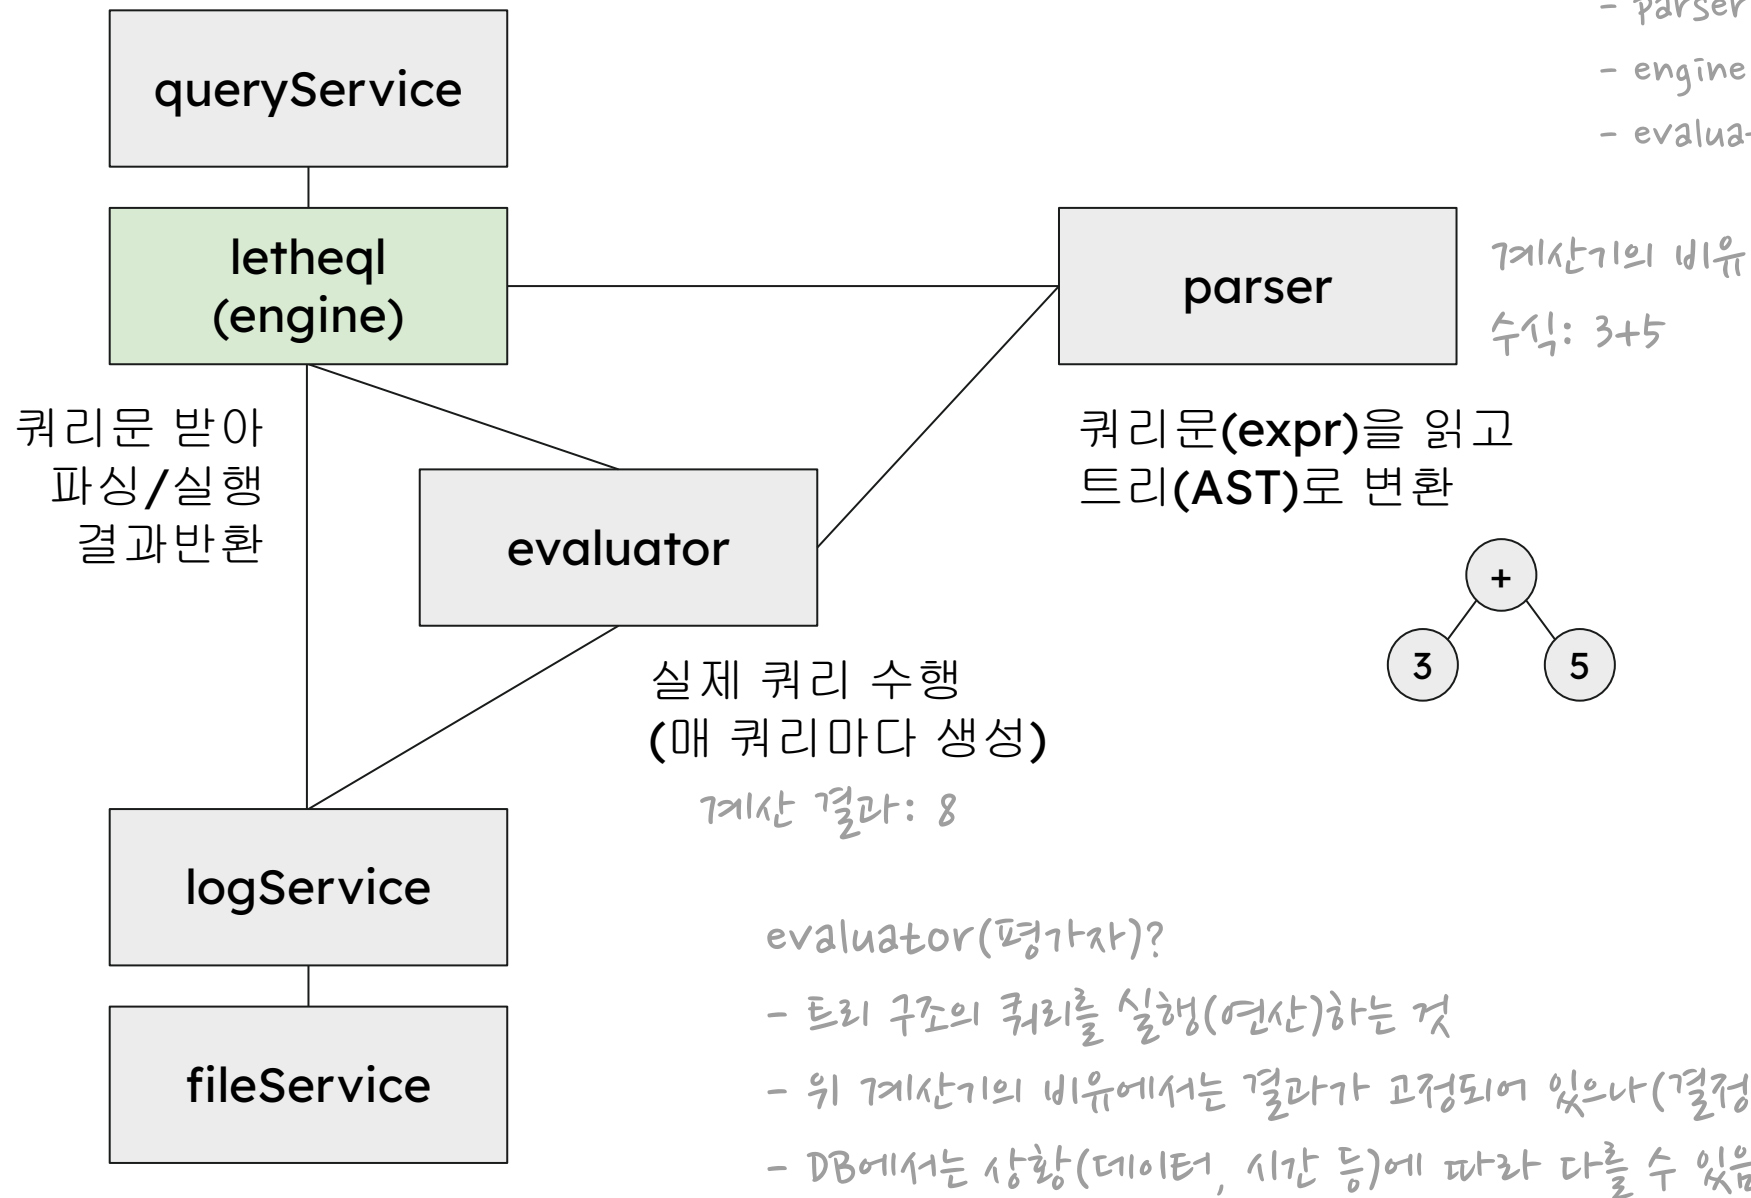 - parser
- engine
queryService
letheql
(engine)
parser
계산기의 비유
수식: 3+5
쿼리문 받아
파싱/실행
결과반환
쿼리문(expr)을 읽고
트리(AST)로 변환
evaluator
+
3 5
실제 쿼리 수행
(매 쿼리마다 생성)
계산 결과: 8
logService
fileService
evaluator(평가자)?
- 트리 구조의 쿼리를 실행(연산)하는 것
- 위 계산기의 비유에서는 결과가 고정되어 있으나(결정
- DB에서는 상황(데이터, 시간 등)에 따라 다를 수 있음